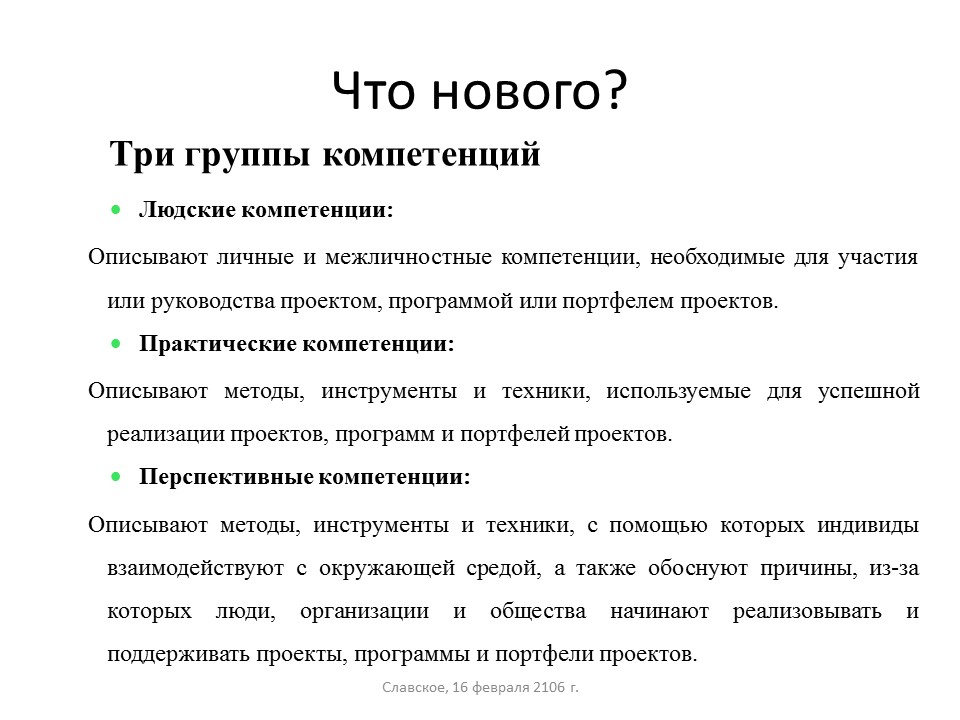 Что нового?
Три группы компетенций
• Людские компетенции:
Описывают личные и межличностные компетенции, необходимые для участия
или руководства проектом, программой или портфелем проектов.
• Практические компетенции:
Описывают методы, инструменты и техники, используемые для успешной
реализации проектов, программ и портфелей проектов.
• Перспективные компетенции:
Описывают методы, инструменты и техники, с помощью которых индивиды
взаимодействуют с окружающей средой, а также обоснуют причины, из-за
которых люди, организации и общества начинают реализовывать и
поддерживать проекты, программы и портфели проектов.
Славское, 16 февраля 2106 г.